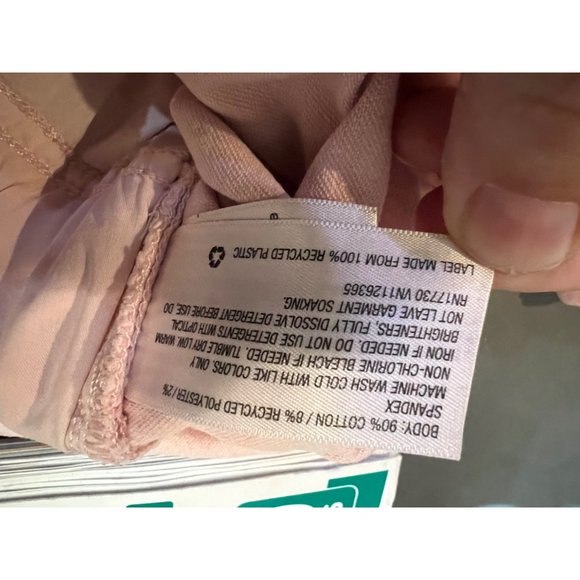 BODY: 90% COTTON / 8% RECYCLED POLYESTER / 2%
SPANDEX
MACHINE WASH COLD WITH LIKE COLORS. ONLY
NON-CHLORINE BLEACH IF NEEDED. TUMBLE DRY LOW. WARM
IRON IF NEEDED. DO NOT USE DETERGENTS WITH OPTICAL
BRIGHTENERS. FULLY DISSOLVE DETERGENT BEFORE USE. DO
NOT LEAVE GARMENT SOAKING.
RN17730 VN1126365
LABEL MADE FROM 100% RECYCLED PLASTIC